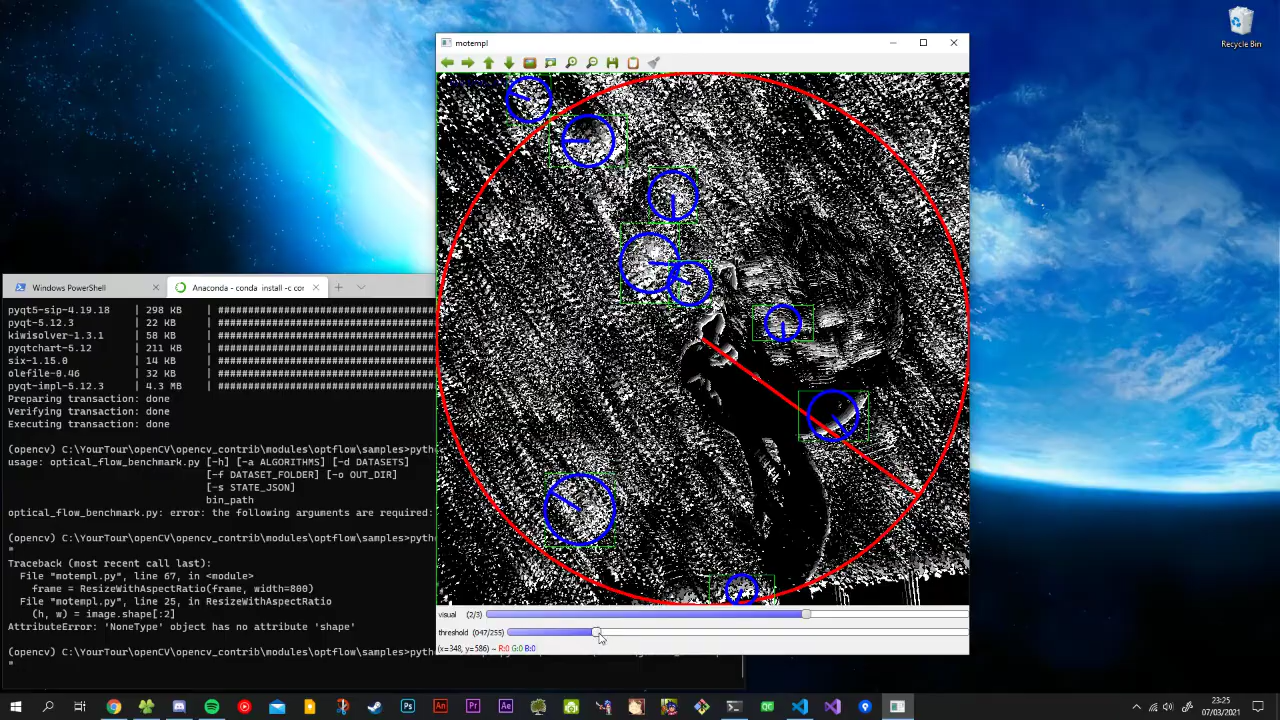 Recycle Bin
motempl
Windows PowerShell
Anaconda - conda install -c cor
pyqt5-sip-4.19.18 | 298 KB | ####################################
pyqt-5.12.3 | 22 KB | ####################################
kiwisolver-1.3.1 | 58 KB | ####################################
pyqtchart-5.12 | 211 KB | ####################################
six-1.15.0 | 14 KB | ####################################
olefile-0.46 | 32 KB | ####################################
pyqt-impl-5.12.3 | 4.3 MB | ####################################
Preparing transaction: done
Verifying transaction: done
Executing transaction: done
(opencv) C:\YourTour\openCV\opencv_contrib\modules\optflow\samples>pyth
usage: optical_flow_benchmark.py [-h] [-a ALGORITHMS] [-d DATASETS]
[-f DATASET_FOLDER] [-o OUT_DIR]
[-s STATE_JSON]
bin_path
optical_flow_benchmark.py: error: the following arguments are required:
(opencv) C:\YourTour\openCV\opencv_contrib\modules\optflow\samples>pyth
"
Traceback (most recent call last):
File "motempl.py", line 67, in <module>
frame = ResizeWithAspectRatio(frame, width=800)
File "motempl.py", line 25, in ResizeWithAspectRatio
(h, w) = image.shape[:2]
AttributeError: 'NoneType' object has no attribute 'shape'
(opencv) C:\YourTour\openCV\opencv_contrib\modules\optflow\samples>pyth
"
visual (2/3)
threshold (047/255)
(x=348, y=586) ~ R:0 G:0 B:0
Ps
An
Pr
Ae
QC
23:25
07/03/2021